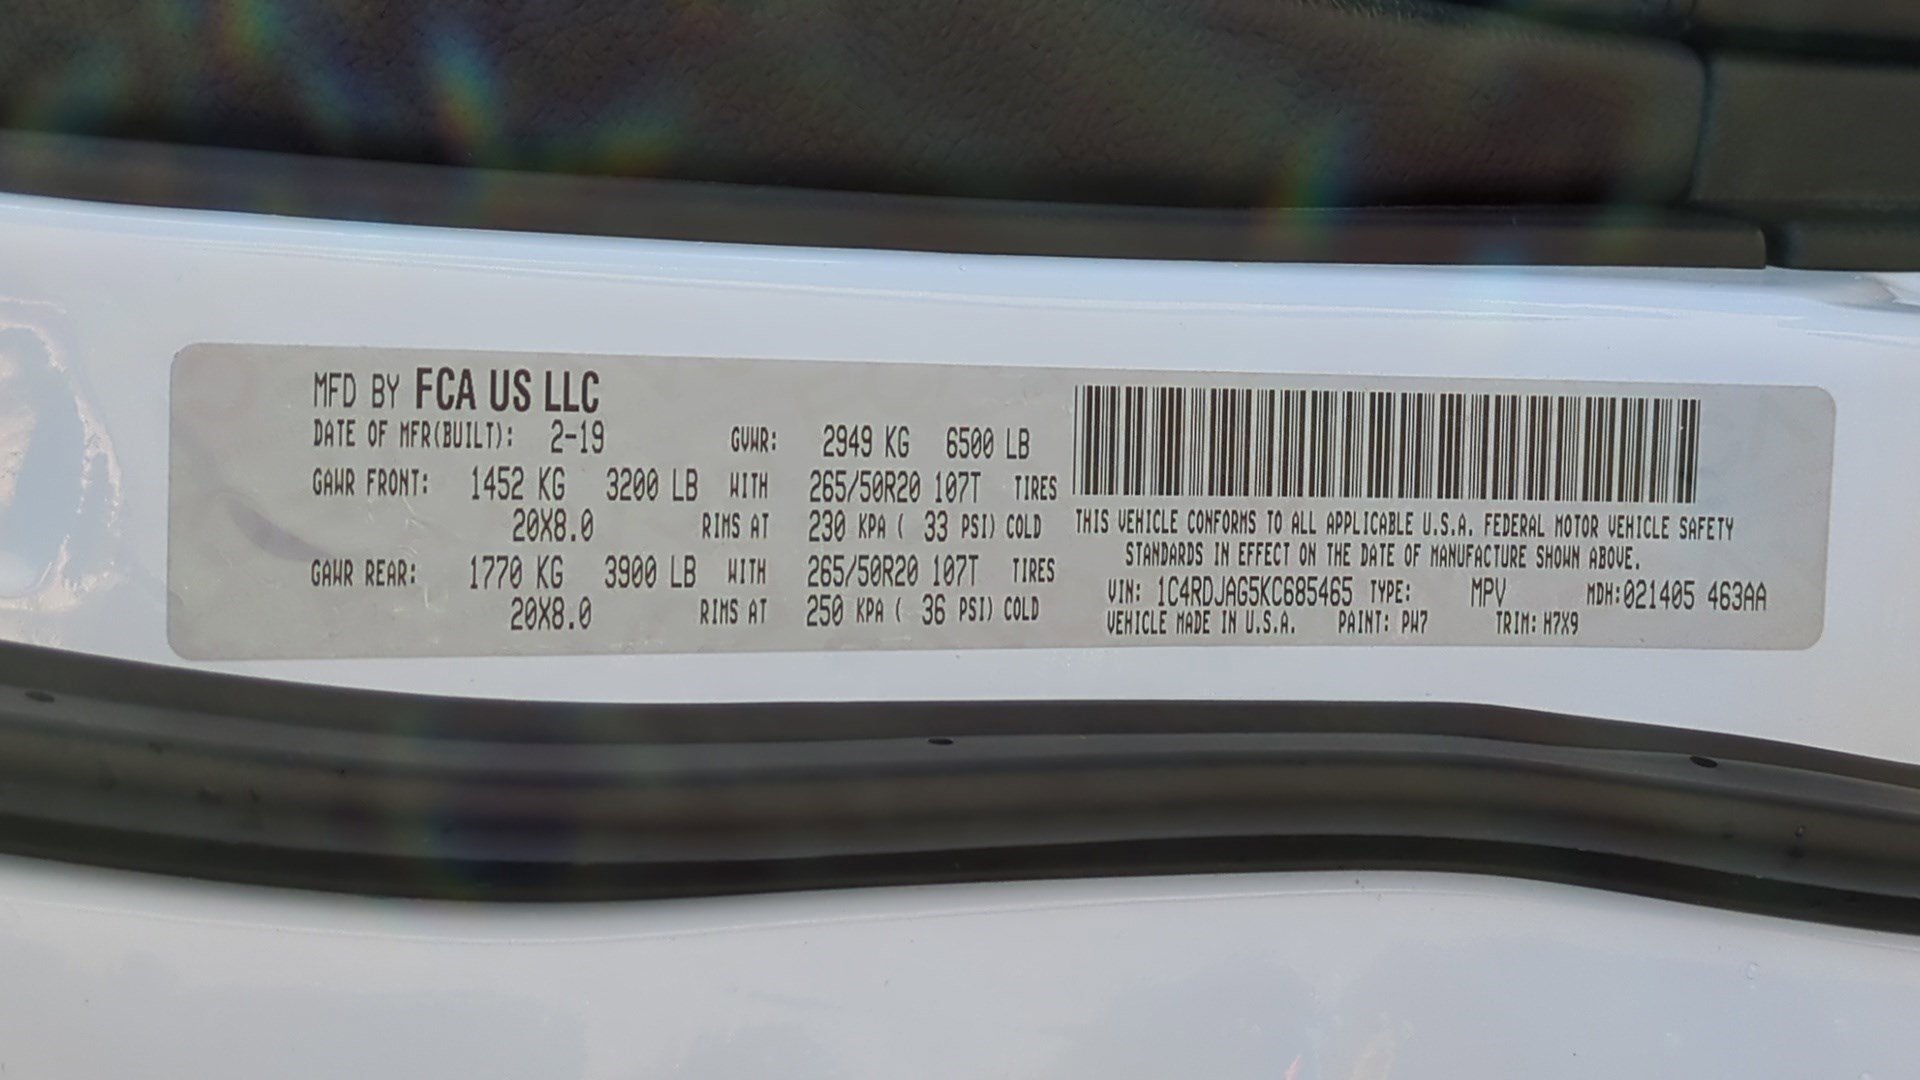 MFD BY FCA US LLC
DATE OF MFR(BUILT): 2-19 GVWR: 2949 KG 6500 LB
GAWR FRONT: 1452 KG 3200 LB WITH 265/50R20 107T TIRES
20X8.0 RIMS AT 230 KPA ( 33 PSI) COLD
GAWR REAR: 1770 KG 3900 LB WITH 265/50R20 107T TIRES
20X8.0 RIMS AT 250 KPA ( 36 PSI) COLD
THIS VEHICLE CONFORMS TO ALL APPLICABLE U.S.A. FEDERAL MOTOR VEHICLE SAFETY
STANDARDS IN EFFECT ON THE DATE OF MANUFACTURE SHOWN ABOVE.
VIN: 1C4RDJAG5KC685465 TYPE: MPV MDH:021405 463AA
VEHICLE MADE IN U.S.A. PAINT: PW7 TRIM: H7X9